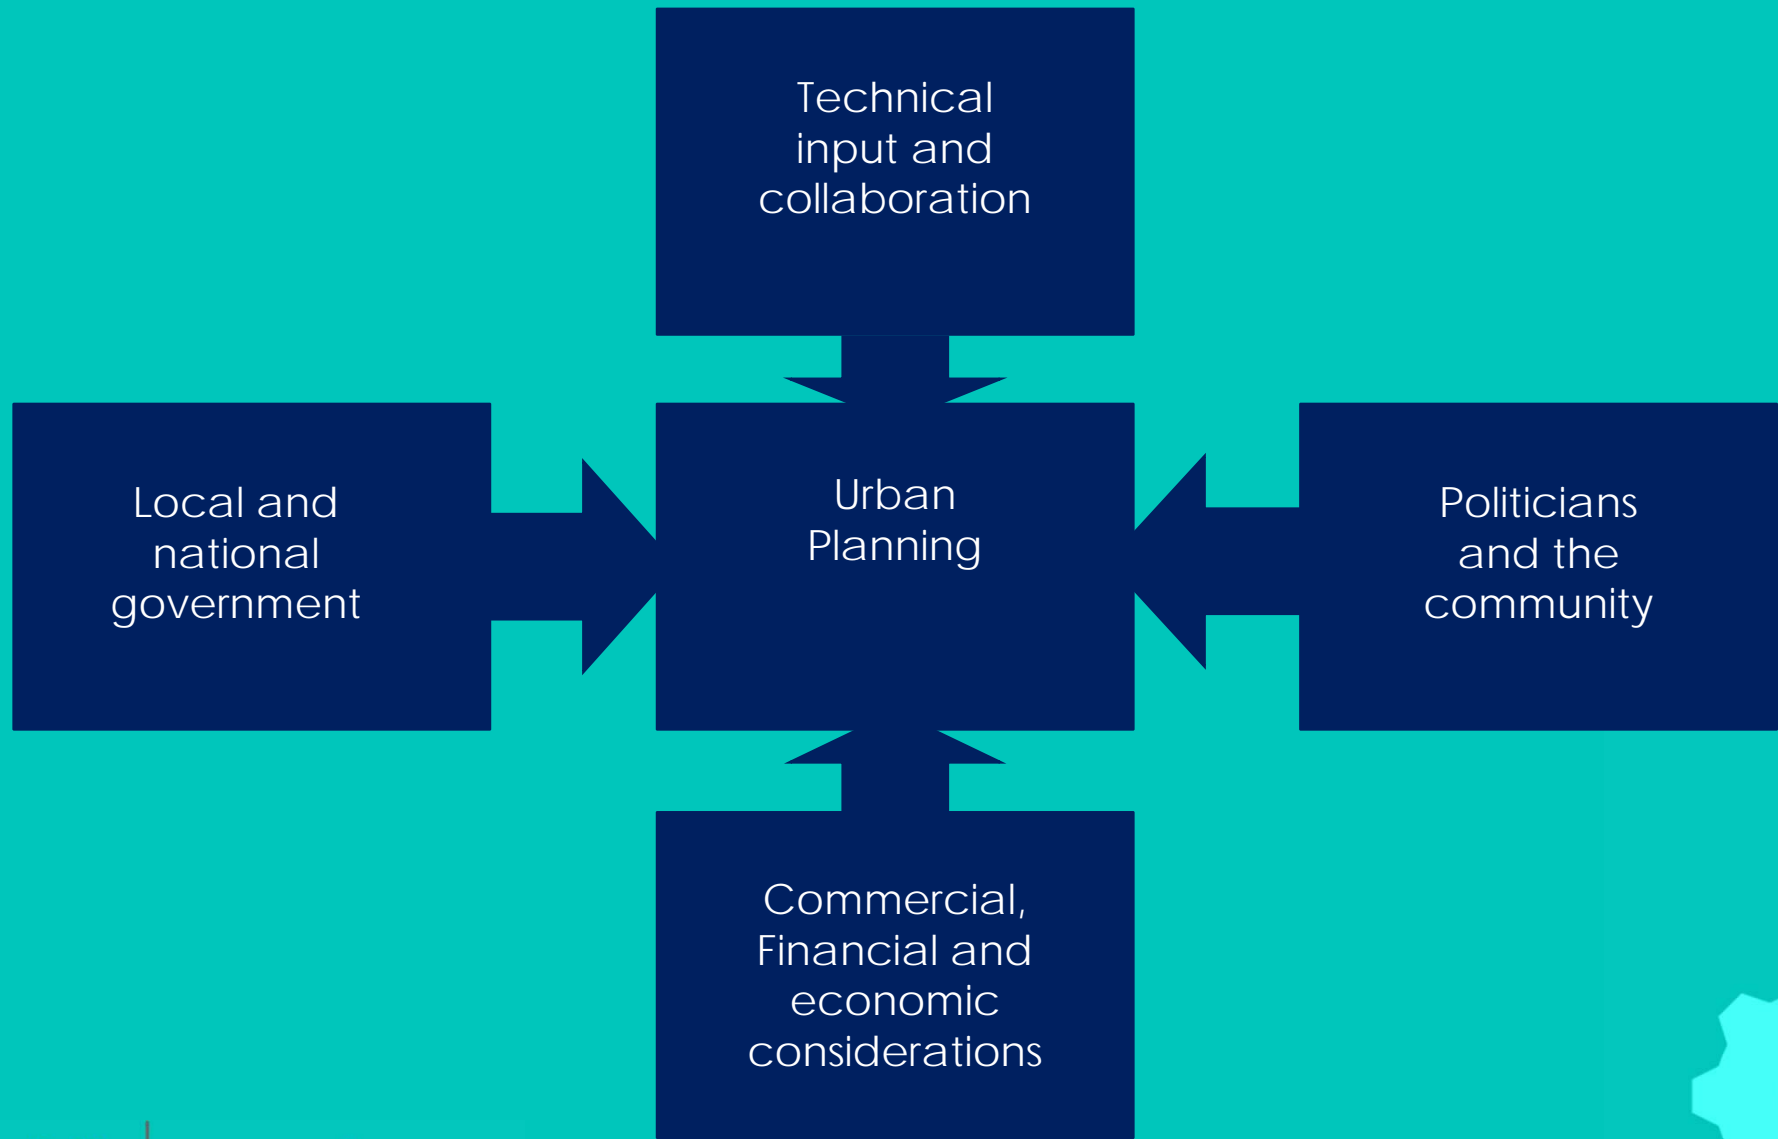 Technical
input and
collaboration
Local and
national
government
Urban
Planning
Politicians
and the
community
Commercial,
Financial and
economic
considerations